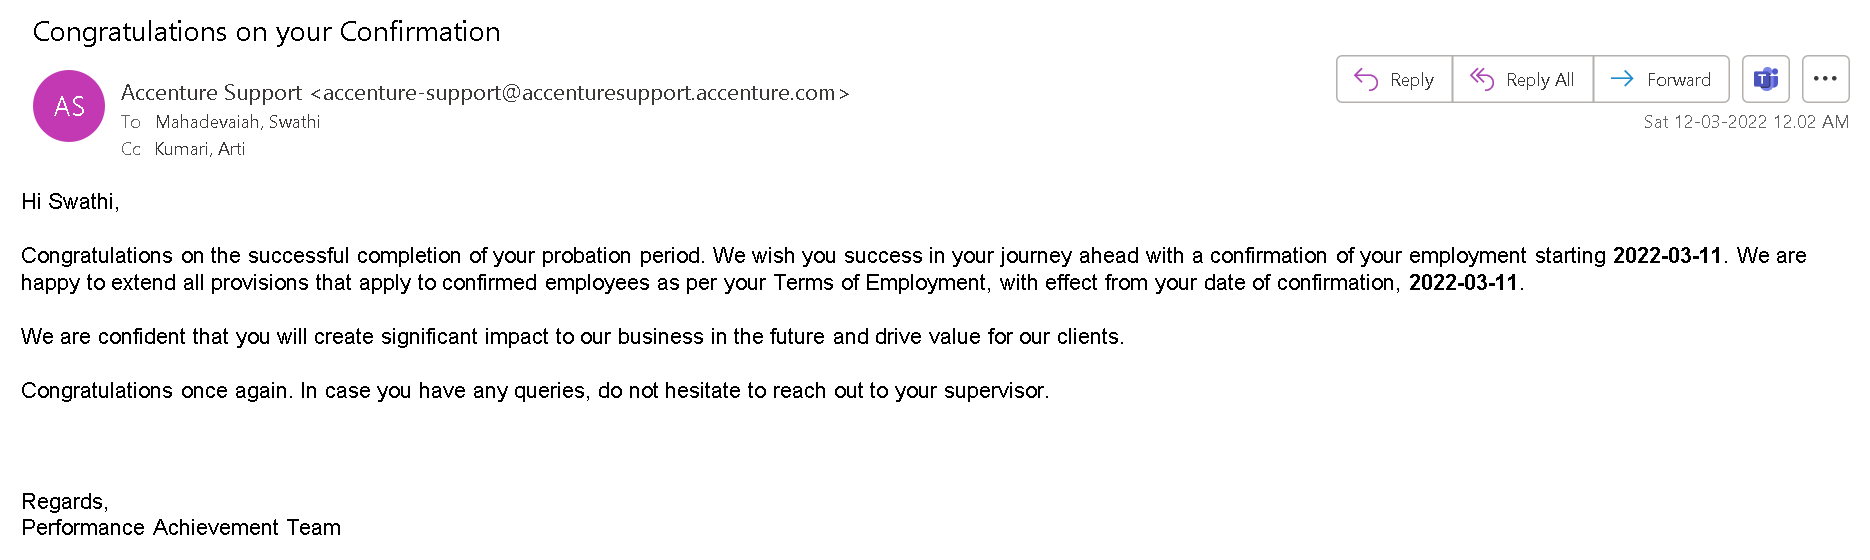 Congratulations on your Confirmation
AS
Accenture Support <accenture-support@accenturesupport.accenture.com>
To Mahadevaiah, Swathi
Cc Kumari, Arti
Reply
Reply All
Forward
Sat 12-03-2022 12.02 AM
Hi Swathi,
Congratulations on the successful completion of your probation period. We wish you success in your journey ahead with a confirmation of your employment starting 2022-03-11. We are
happy to extend all provisions that apply to confirmed employees as per your Terms of Employment, with effect from your date of confirmation, 2022-03-11.
We are confident that you will create significant impact to our business in the future and drive value for our clients.
Congratulations once again. In case you have any queries, do not hesitate to reach out to your supervisor.
Regards,
Performance Achievement Team